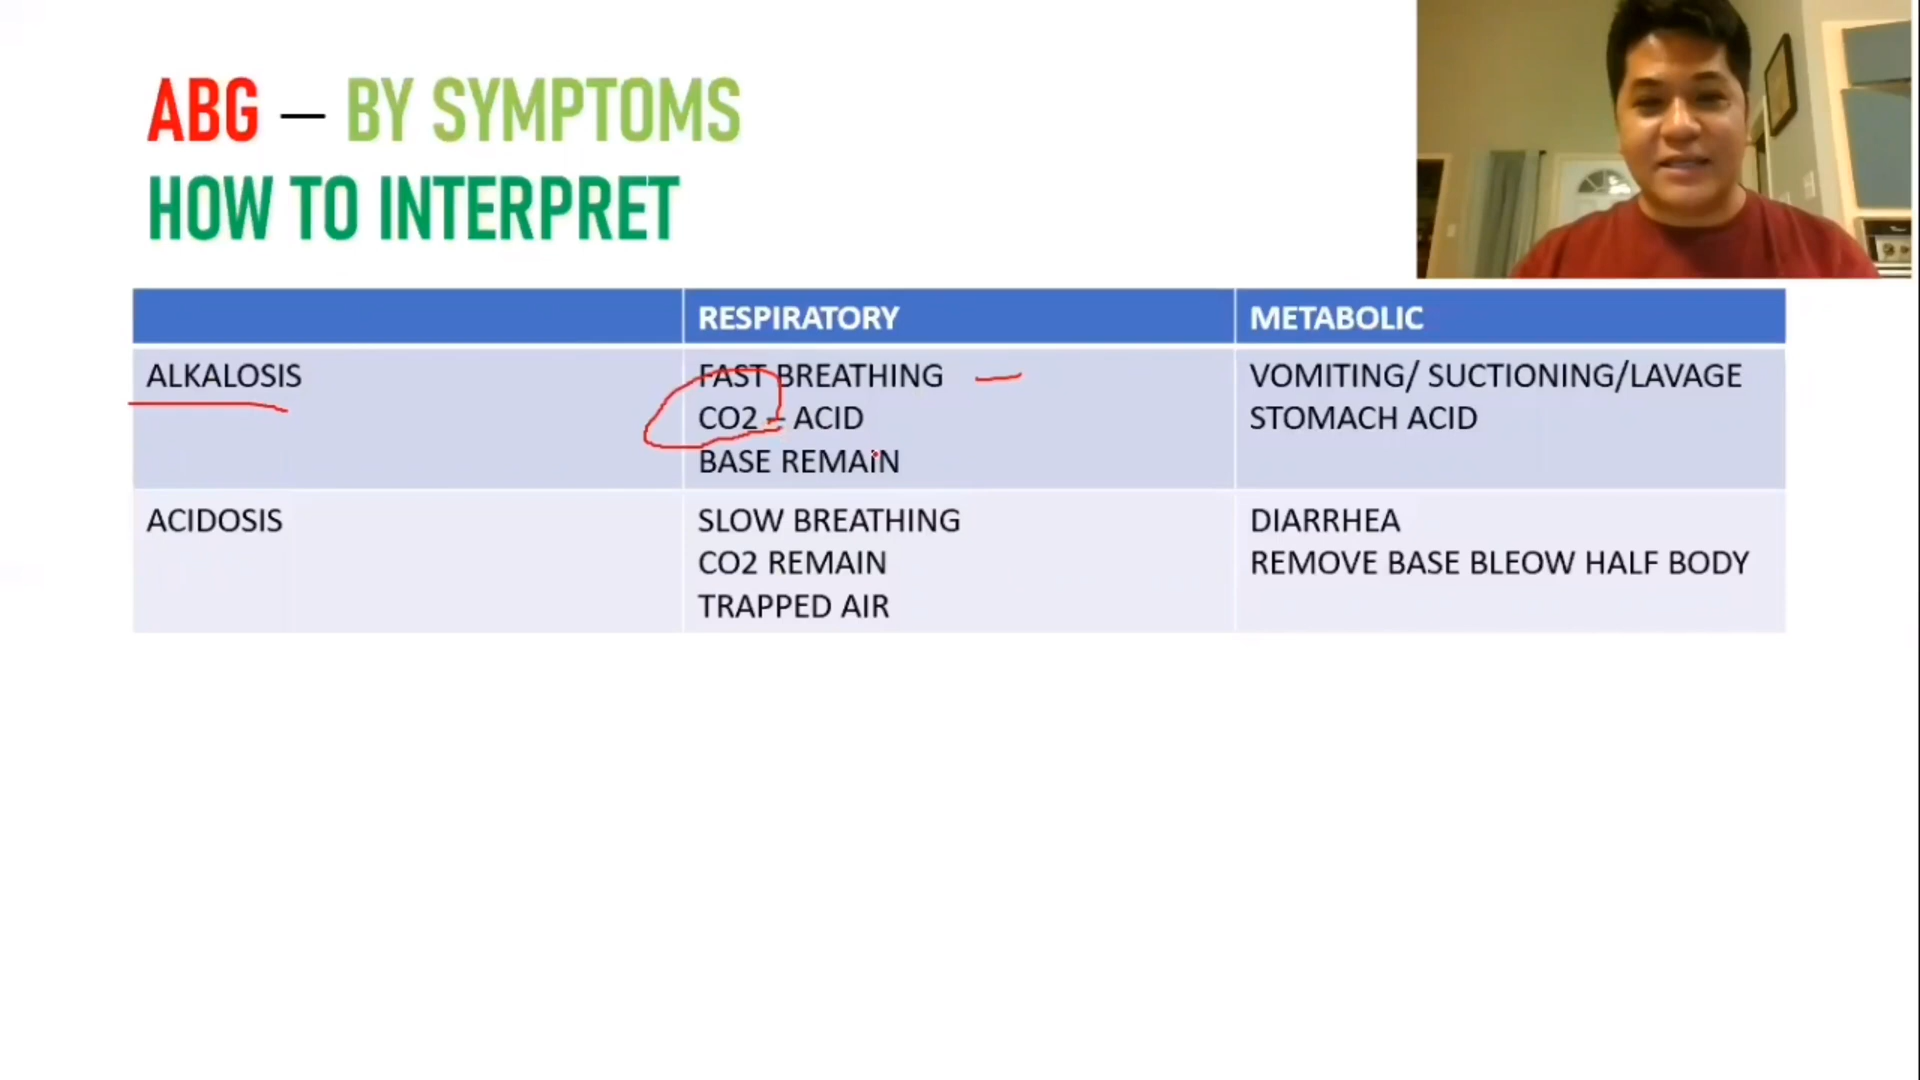 ABG – BY SYMPTOMS
HOW TO INTERPRET
RESPIRATORY METABOLIC
ALKALOSIS
FAST BREATHING
CO2 – ACID
BASE REMAIN
VOMITING/ SUCTIONING/LAVAGE
STOMACH ACID
ACIDOSIS
SLOW BREATHING
CO2 REMAIN
TRAPPED AIR
DIARRHEA
REMOVE BASE BLEOW HALF BODY